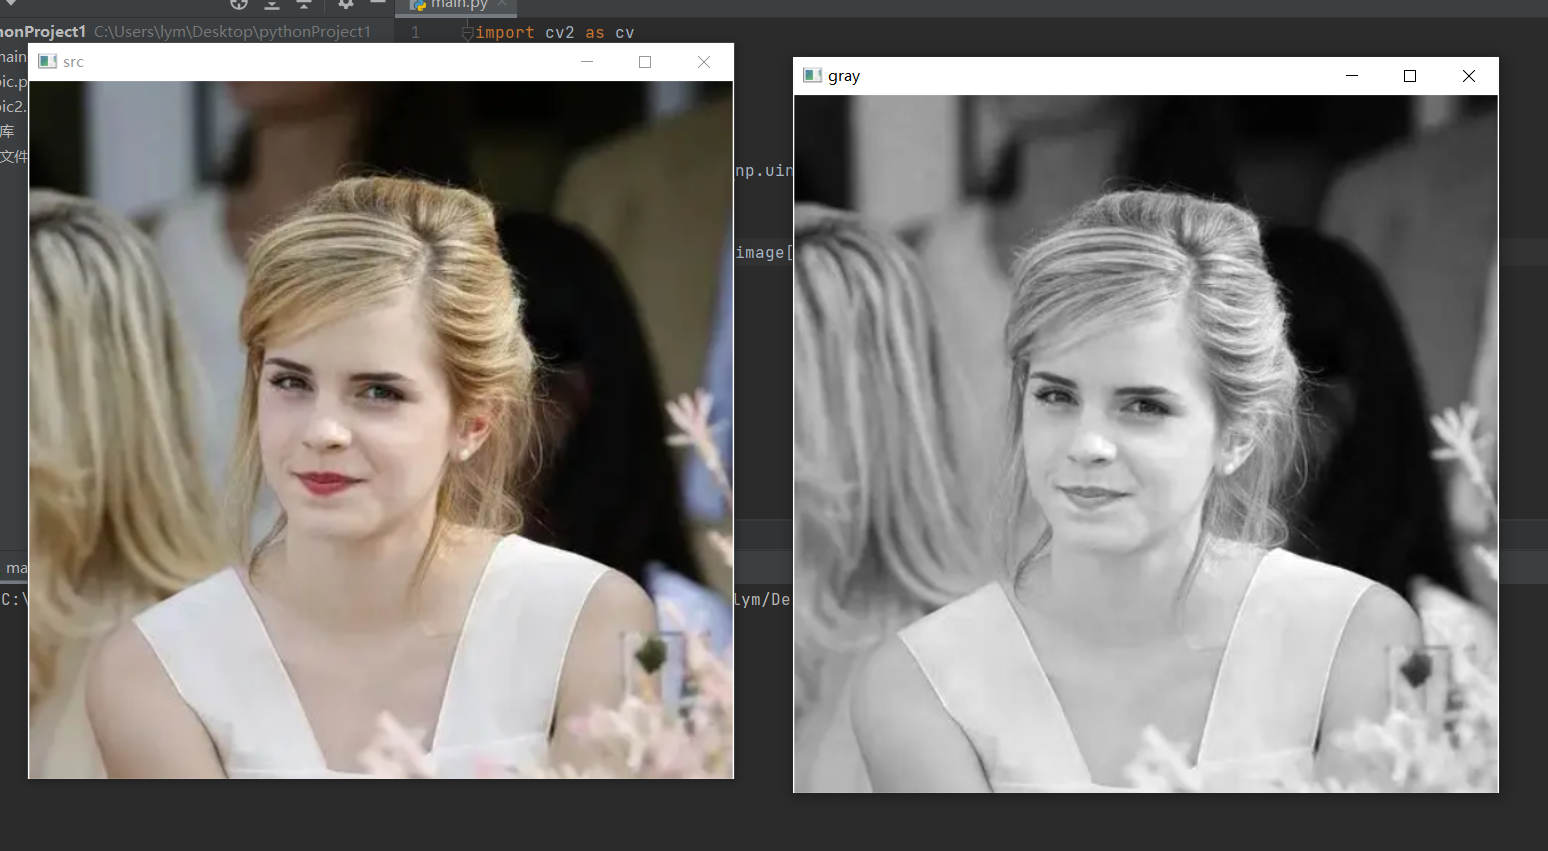 main.py
honProject1 C:\Users\lym\Desktop\pythonProject1
1 import cv2 as cv
main
src
gray
pic.p
pic2.
库
文件
np.uin
image[
ma
C:\
lym/De